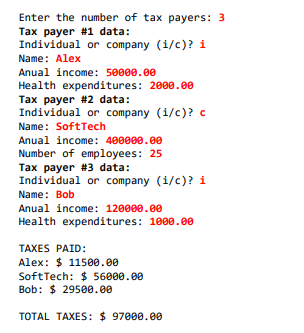 Enter the number of tax payers: 3
Tax payer #1 data:
Individual or company (i/c)? i
Name: Alex
Anual income: 50000.00
Health expenditures: 2000.00
Tax payer #2 data:
Individual or company (i/c)? c
Name: SoftTech
Anual income: 400000.00
Number of employees: 25
Tax payer #3 data:
Individual or company (i/c)? i
Name: Bob
Anual income: 120000.00
Health expenditures: 1000.00
TAXES PAID:
Alex: $ 11500.00
SoftTech: $ 56000.00
Bob: $ 29500.00
TOTAL TAXES: $ 97000.00